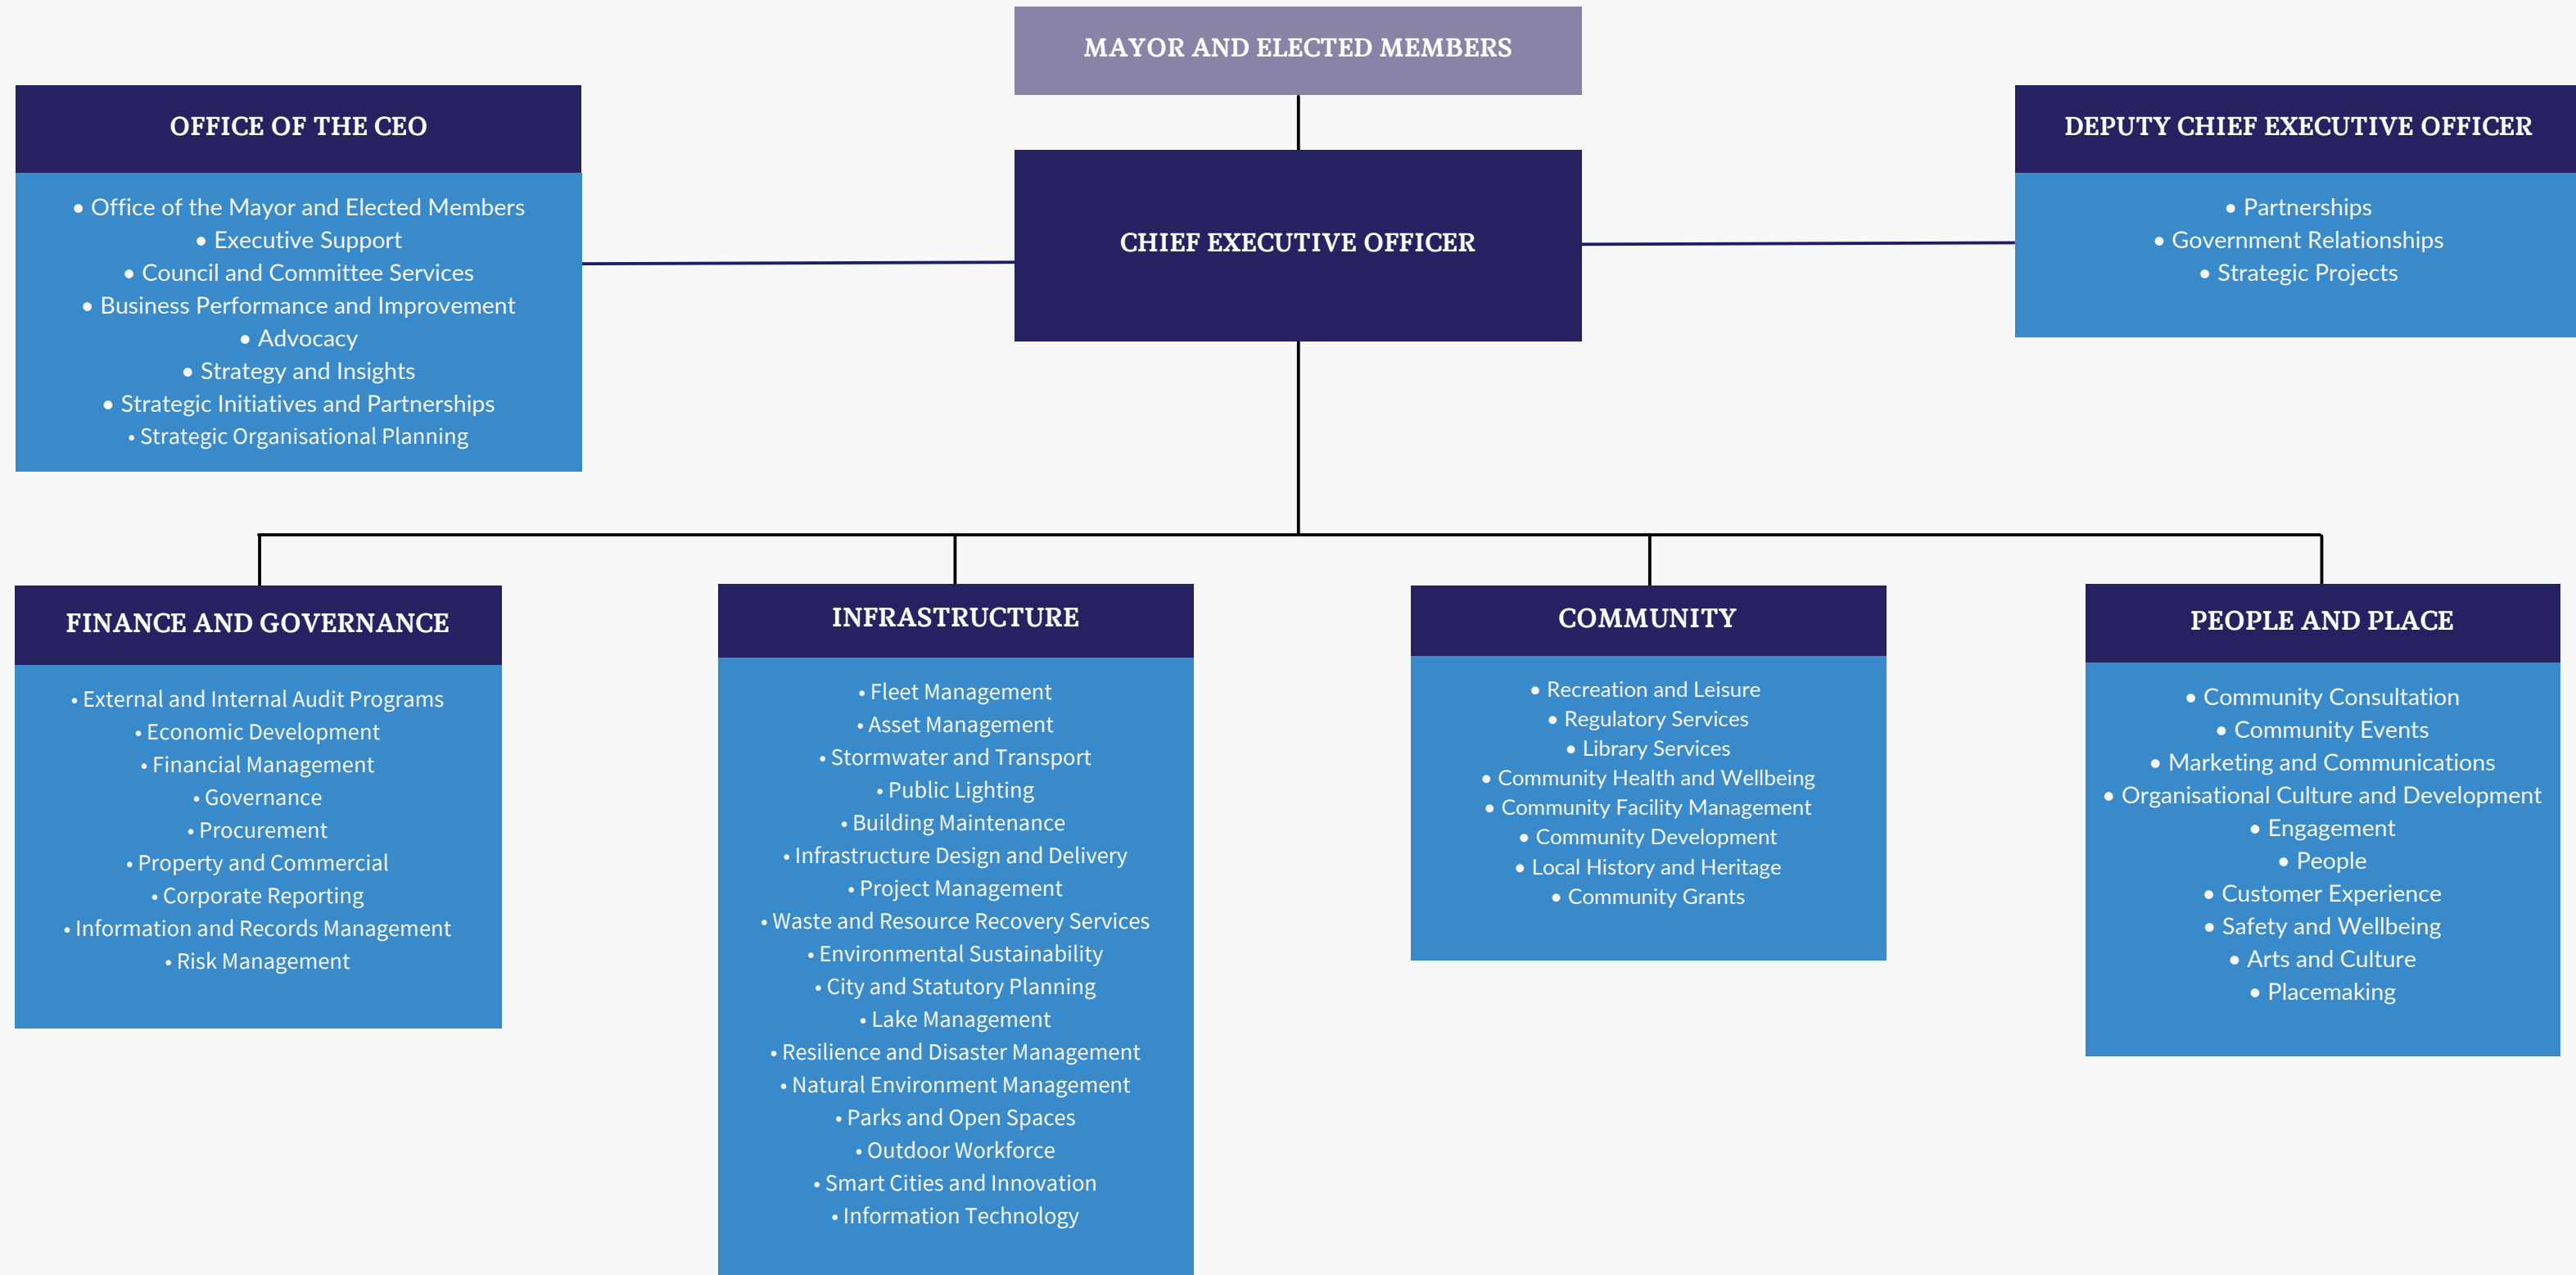 MAYOR AND ELECTED MEMBERS
OFFICE OF THE CEO
• Office of the Mayor and Elected Members
• Executive Support
• Council and Committee Services
• Business Performance and Improvement
• Advocacy
• Strategy and Insights
• Strategic Initiatives and Partnerships
• Strategic Organisational Planning
CHIEF EXECUTIVE OFFICER
DEPUTY CHIEF EXECUTIVE OFFICER
• Partnerships
• Government Relationships
• Strategic Projects
FINANCE AND GOVERNANCE
• External and Internal Audit Programs
• Economic Development
• Financial Management
• Governance
• Procurement
• Property and Commercial
• Corporate Reporting
• Information and Records Management
• Risk Management
INFRASTRUCTURE
• Fleet Management
• Asset Management
• Stormwater and Transport
• Public Lighting
• Building Maintenance
• Infrastructure Design and Delivery
• Project Management
• Waste and Resource Recovery Services
• Environmental Sustainability
• City and Statutory Planning
• Lake Management
• Resilience and Disaster Management
• Natural Environment Management
• Parks and Open Spaces
• Outdoor Workforce
• Smart Cities and Innovation
• Information Technology
COMMUNITY
• Recreation and Leisure
• Regulatory Services
• Library Services
• Community Health and Wellbeing
• Community Facility Management
• Community Development
• Local History and Heritage
• Community Grants
PEOPLE AND PLACE
• Community Consultation
• Community Events
• Marketing and Communications
• Organisational Culture and Development
• Engagement
• People
• Customer Experience
• Safety and Wellbeing
• Arts and Culture
• Placemaking